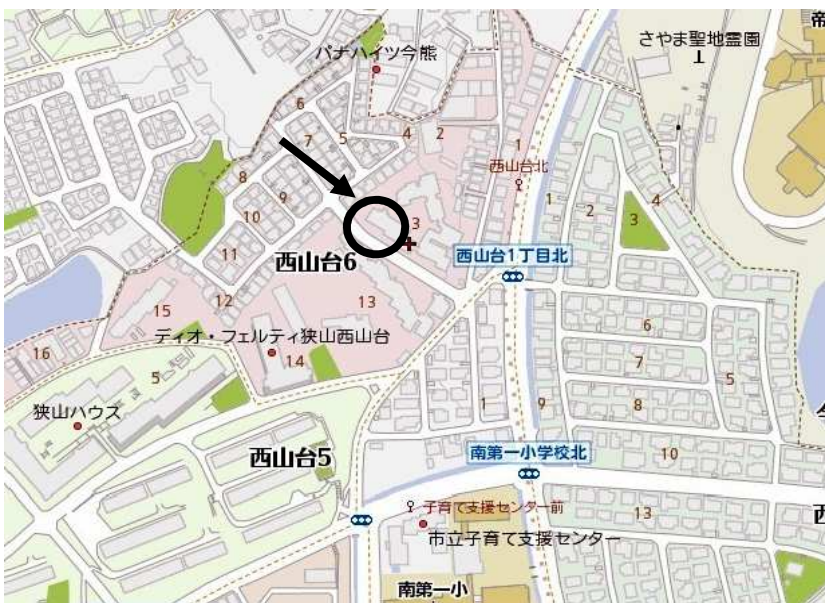 帝
さやま聖地霊園
パナハイツ今熊
6
7
5
4
2
1
西山台北
4
8
9
3
1
2
3
10
11
西山台6
西山台1丁目北
12
13
15
6
ディオ・フェルティ狭山西山台
14
16
7
5
5
狭山ハウス
1
9
8
西山台5
南第一小学校北
10
子育て支援センター前
13
市立子育て支援センター
南第一小